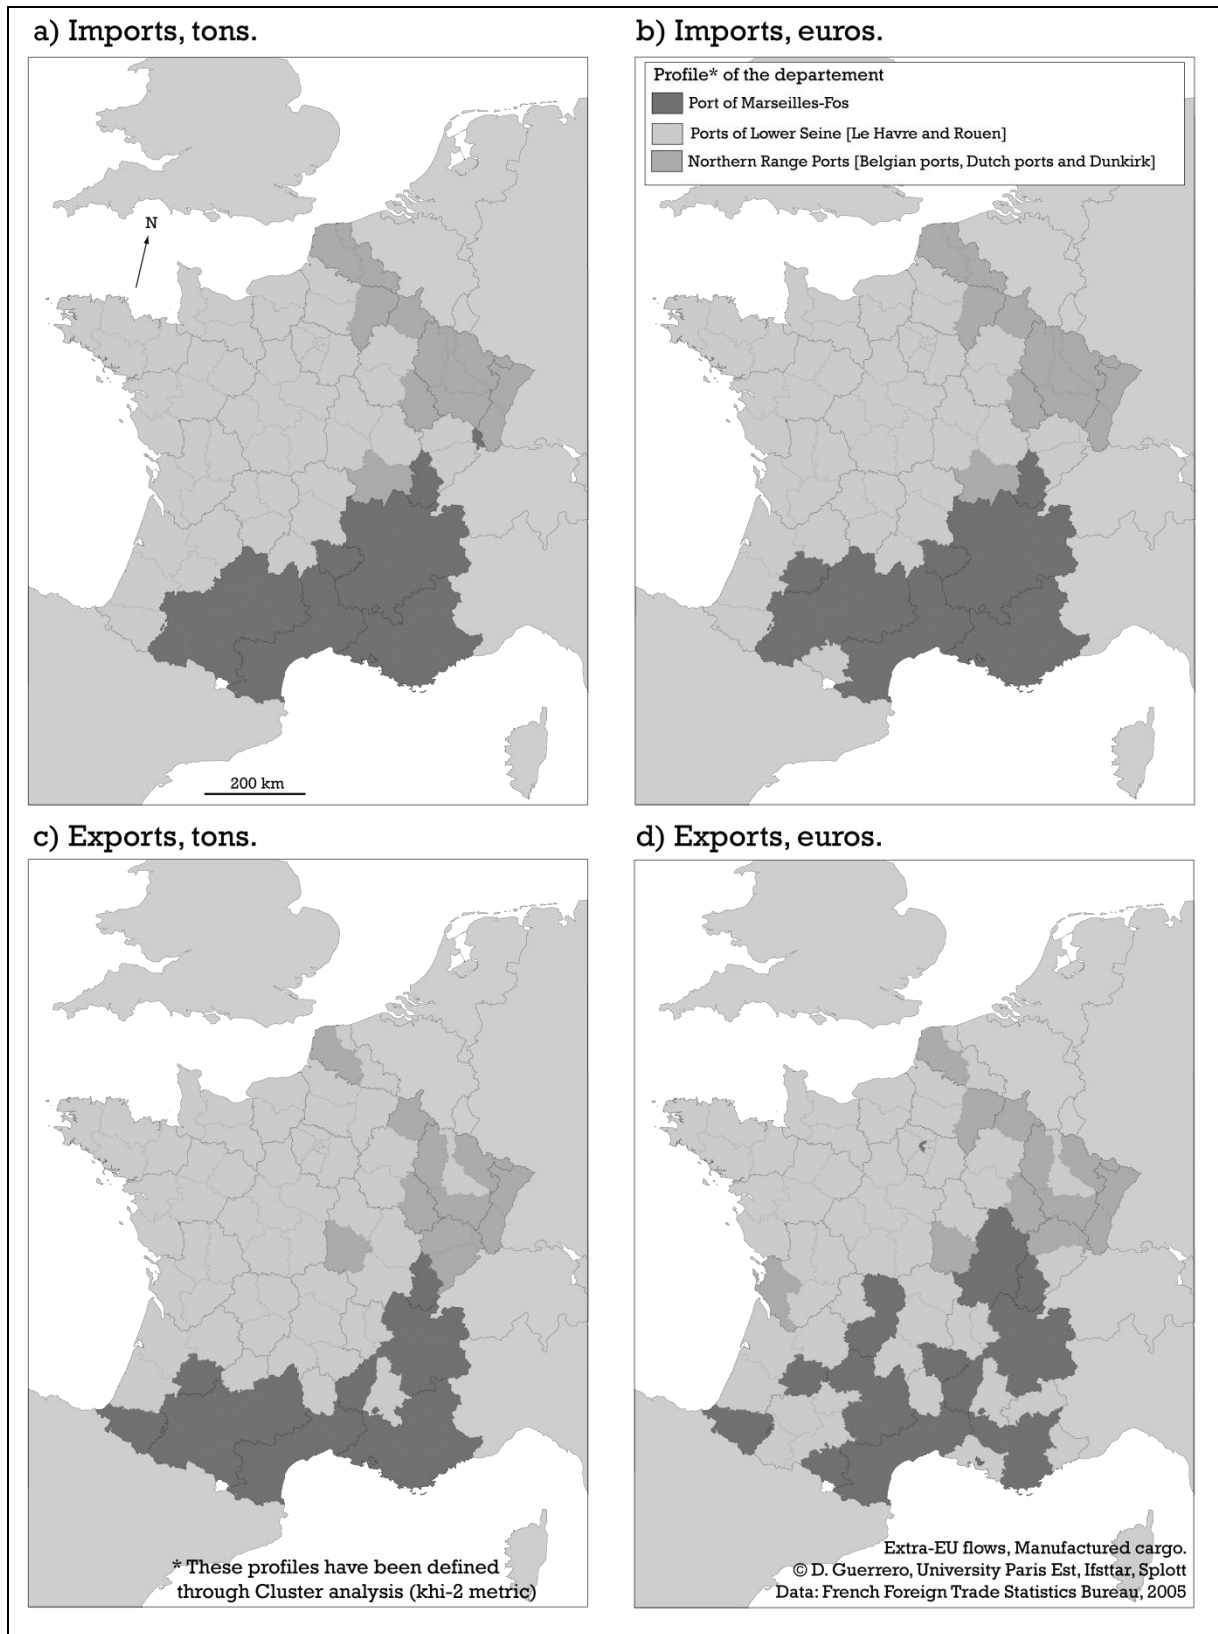 a) Imports, tons.
b) Imports, euros.
Profile* of the departement
Port of Marseilles-Fos
Ports of Lower Seine [Le Havre and Rouen]
Northern Range Ports [Belgian ports, Dutch ports and Dunkirk]
N
200 km
c) Exports, tons.
d) Exports, euros.
* These profiles have been defined
through Cluster analysis (khi-2 metric)
Extra-EU flows, Manufactured cargo.
© D. Guerrero, University Paris Est, Ifsttar, Splott
Data: French Foreign Trade Statistics Bureau, 2005